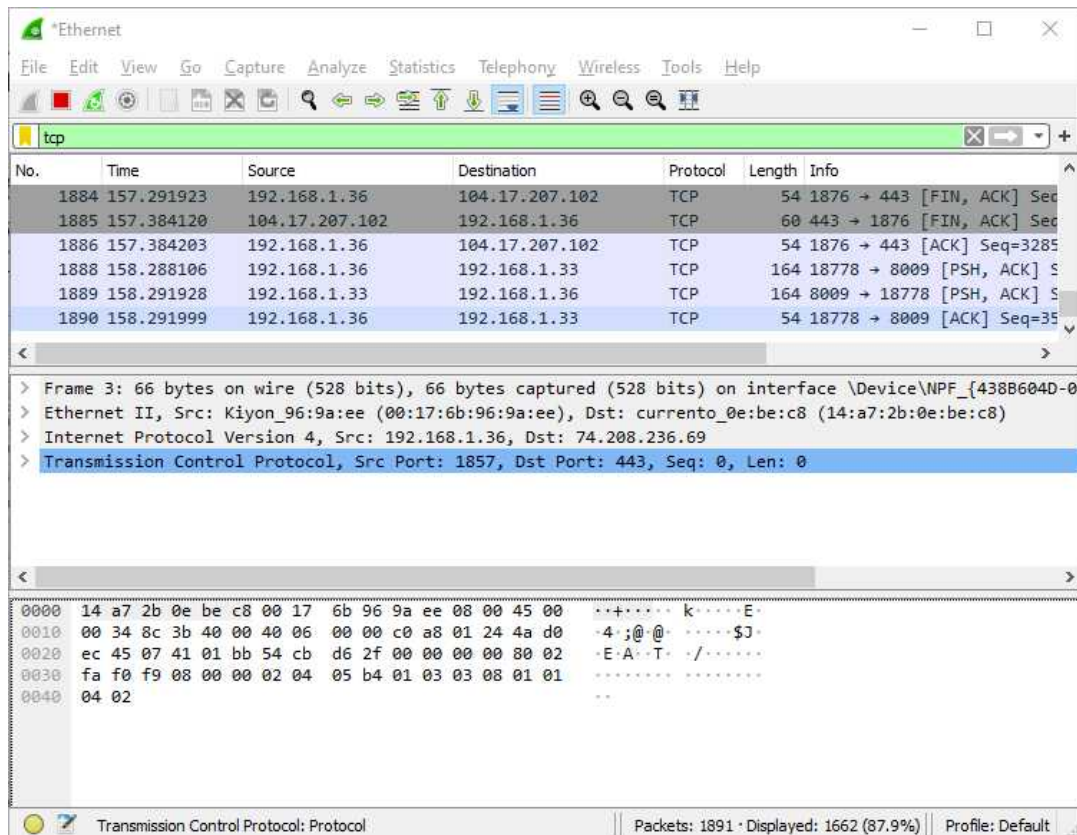 *Ethernet
File Edit View Go Capture Analyze Statistics Telephony Wireless Tools Help
tcp
No. Time Source Destination Protocol Length Info
1884 157.291923 192.168.1.36 104.17.207.102 TCP 54 1876 → 443 [FIN, ACK] Sec
1885 157.384120 104.17.207.102 192.168.1.36 TCP 60 443 → 1876 [FIN, ACK] Sec
1886 157.384203 192.168.1.36 104.17.207.102 TCP 54 1876 → 443 [ACK] Seq=3285
1888 158.288106 192.168.1.36 192.168.1.33 TCP 164 18778 → 8009 [PSH, ACK] S
1889 158.291928 192.168.1.33 192.168.1.36 TCP 164 8009 → 18778 [PSH, ACK] S
1890 158.291999 192.168.1.36 192.168.1.33 TCP 54 18778 → 8009 [ACK] Seq=35
> Frame 3: 66 bytes on wire (528 bits), 66 bytes captured (528 bits) on interface \Device\NPF_{438B604D-0
> Ethernet II, Src: Kiyon_96:9a:ee (00:17:6b:96:9a:ee), Dst: currento_0e:be:c8 (14:a7:2b:0e:be:c8)
> Internet Protocol Version 4, Src: 192.168.1.36, Dst: 74.208.236.69
> Transmission Control Protocol, Src Port: 1857, Dst Port: 443, Seq: 0, Len: 0
0000 14 a7 2b 0e be c8 00 17 6b 96 9a ee 08 00 45 00 ··+····· k·····E·
0010 00 34 8c 3b 40 00 40 06 00 00 c0 a8 01 24 4a d0 ·4·;@·@· ·····$J·
0020 ec 45 07 41 01 bb 54 cb d6 2f 00 00 00 00 80 02 ·E·A··T· ·/······
0030 fa f0 f9 08 00 00 02 04 05 b4 01 03 03 08 01 01 ········ ········
0040 04 02 ··
Transmission Control Protocol: Protocol Packets: 1891 · Displayed: 1662 (87.9%) Profile: Default